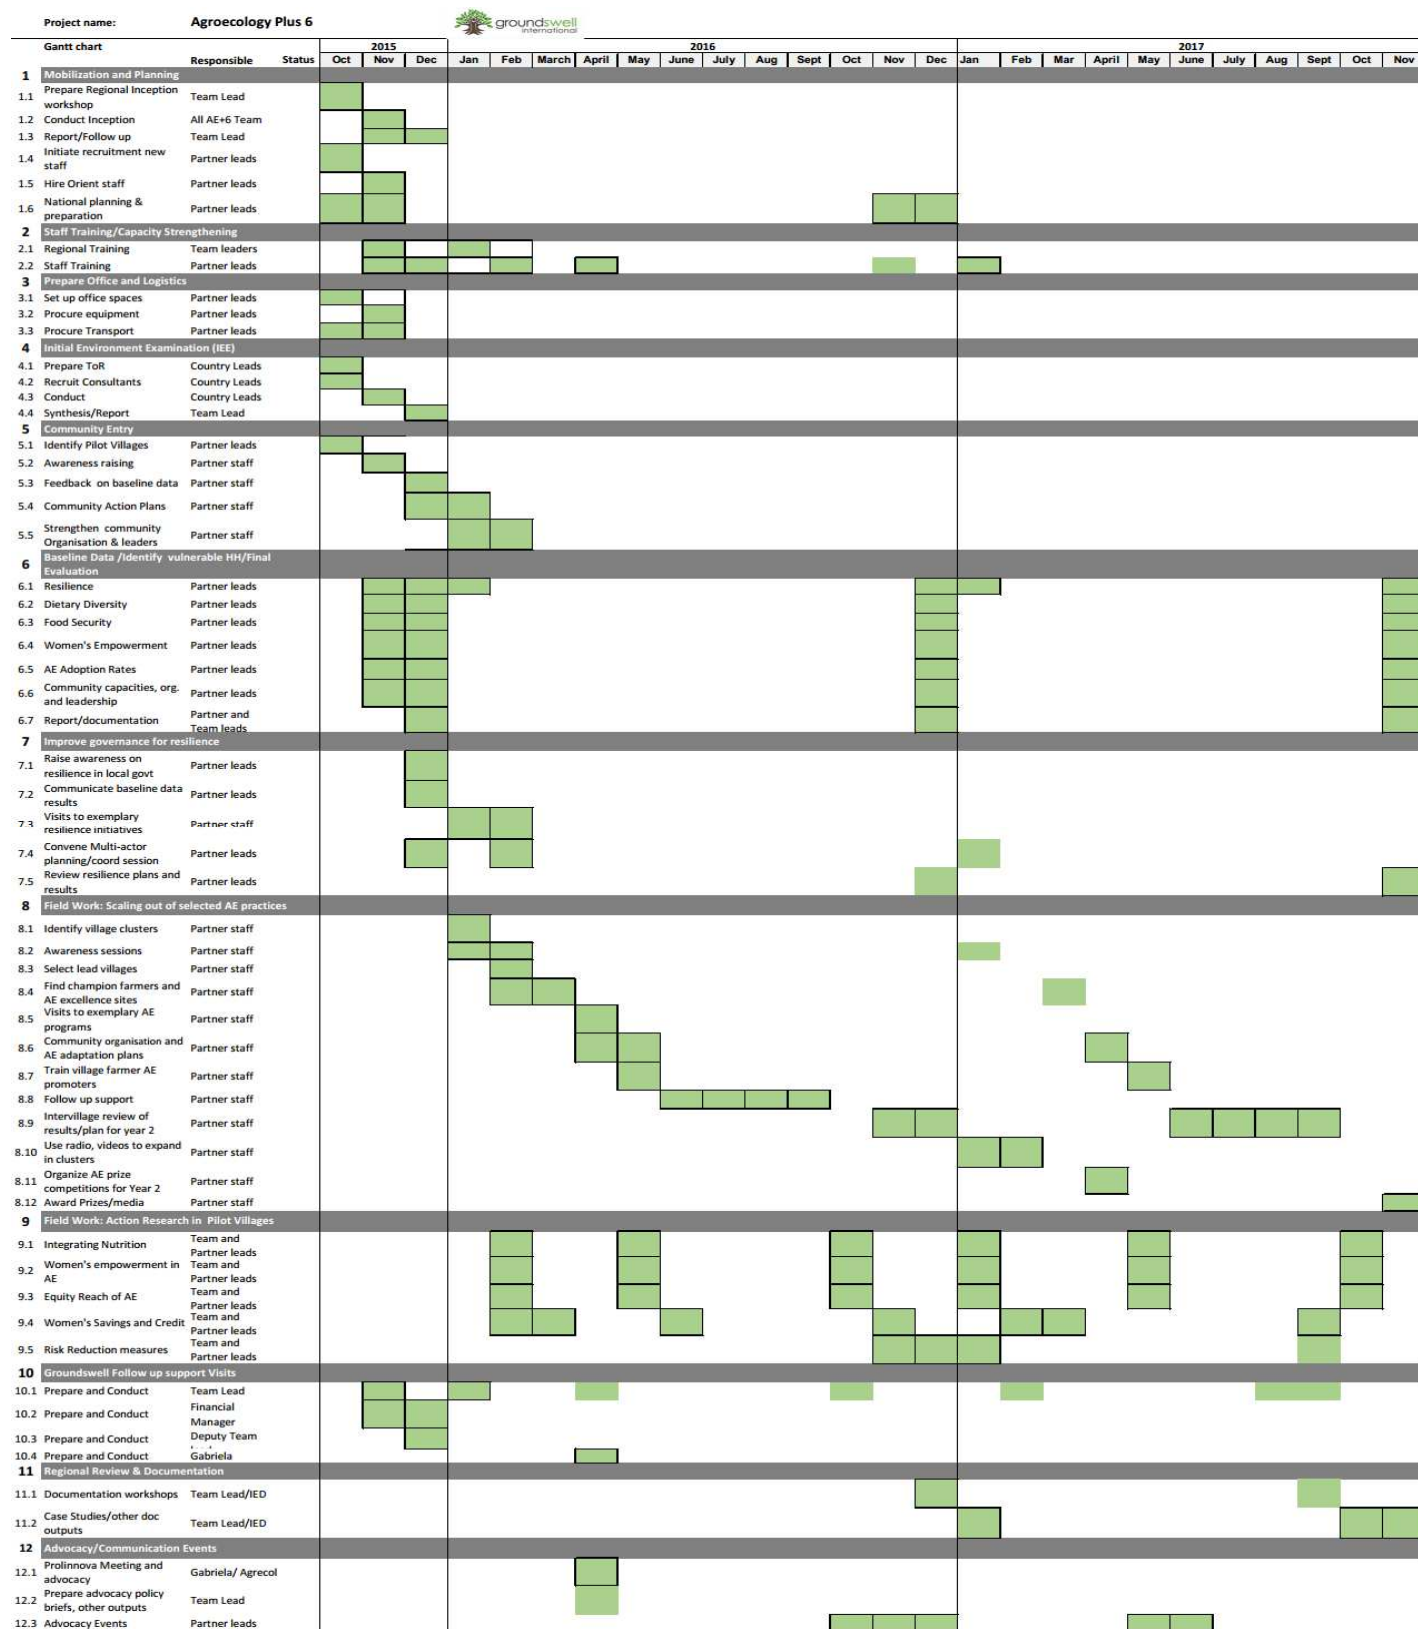 Project name: Agroecology Plus 6 groundswell
international
Gantt chart 2015 2016 2017
Responsible Status Oct Nov Dec Jan Feb March April May June July Aug Sept Oct Nov Dec Jan Feb Mar April May June July Aug Sept Oct Nov
1 Mobilization and Planning
1.1 Prepare Regional Inception
workshop Team Lead
1.2 Conduct Inception All AE+6 Team
1.3 Report/Follow up Team Lead
1.4 Initiate recruitment new
staff Partner leads
1.5 Hire Orient staff Partner leads
1.6 National planning &
preparation Partner leads
2 Staff Training/Capacity Strengthening
2.1 Regional Training Team leaders
2.2 Staff Training Partner leads
3 Prepare Office and Logistics
3.1 Set up office spaces Partner leads
3.2 Procure equipment Partner leads
3.3 Procure Transport Partner leads
4 Initial Environment Examination (IEE)
4.1 Prepare ToR Country Leads
4.2 Recruit Consultants Country Leads
4.3 Conduct Country Leads
4.4 Synthesis/Report Team Lead
5 Community Entry
5.1 Identify Pilot Villages Partner leads
5.2 Awareness raising Partner staff
5.3 Feedback on baseline data Partner staff
5.4 Community Action Plans Partner staff
5.5 Strengthen community
Organisation & leaders Partner staff
6 Baseline Data /Identify vulnerable HH/Final
Evaluation
6.1 Resilience Partner leads
6.2 Dietary Diversity Partner leads
6.3 Food Security Partner leads
6.4 Women's Empowerment Partner leads
6.5 AE Adoption Rates Partner leads
6.6 Community capacities, org.
and leadership Partner leads
6.7 Report/documentation Partner and
Team leads
7 Improve governance for resilience
7.1 Raise awareness on
resilience in local govt Partner leads
7.2 Communicate baseline data
results Partner leads
7.3 Visits to exemplary
resilience initiatives Partner staff
7.4 Convene Multi-actor
planning/coord session Partner leads
7.5 Review resilience plans and
results Partner leads
8 Field Work: Scaling out of selected AE practices
8.1 Identify village clusters Partner staff
8.2 Awareness sessions Partner staff
8.3 Select lead villages Partner staff
8.4 Find champion farmers and
AE excellence sites Partner staff
8.5 Visits to exemplary AE
programs Partner staff
8.6 Community organisation and
AE adaptation plans Partner staff
8.7 Train village farmer AE
promoters Partner staff
8.8 Follow up support Partner staff
8.9 Intervillage review of
results/plan for year 2 Partner staff
8.10 Use radio, videos to expand
in clusters Partner staff
8.11 Organize AE prize
competitions for Year 2 Partner staff
8.12 Award Prizes/media Partner staff
9 Field Work: Action Research in Pilot Villages
9.1 Integrating Nutrition Team and
Partner leads
9.2 Women's empowerment in Team and
AE Partner leads
9.3 Equity Reach of AE Team and
Partner leads
9.4 Women's Savings and Credit Team and
Partner leads
9.5 Risk Reduction measures Team and
Partner leads
10 Groundswell Follow up support Visits
10.1 Prepare and Conduct Team Lead
10.2 Prepare and Conduct Financial
Manager
10.3 Prepare and Conduct Deputy Team
10.4 Prepare and Conduct Gabriela
11 Regional Review & Documentation
11.1 Documentation workshops Team Lead/IED
11.2 Case Studies/other doc
outputs Team Lead/IED
12 Advocacy/Communication Events
12.1 Prolinnova Meeting and
advocacy Gabriela/ Agrecol
12.2 Prepare advocacy policy
briefs, other outputs Team Lead
12.3 Advocacy Events Partner leads